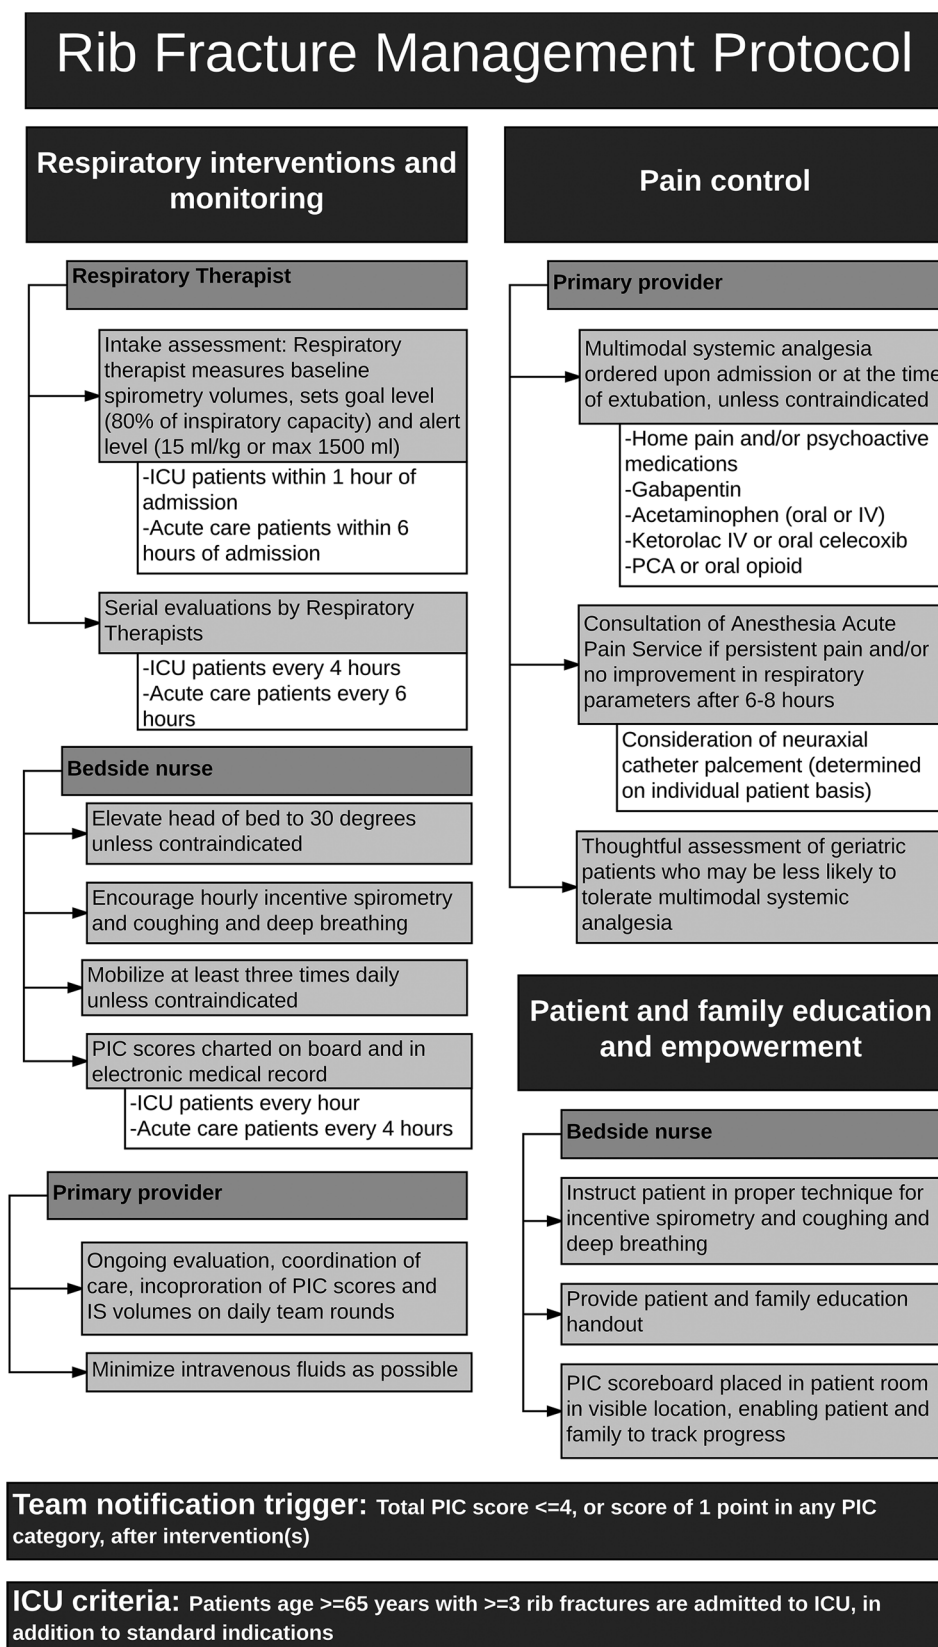 Rib Fracture Management Protocol
Respiratory interventions and
monitoring
Respiratory Therapist
Intake assessment: Respiratory
therapist measures baseline
spirometry volumes, sets goal level
(80% of inspiratory capacity) and alert
level (15 ml/kg or max 1500 ml)
-ICU patients within 1 hour of
admission
-Acute care patients within 6
hours of admission
Serial evaluations by Respiratory
Therapists
-ICU patients every 4 hours
-Acute care patients every 6
hours
Bedside nurse
Elevate head of bed to 30 degrees
unless contraindicated
Encourage hourly incentive spirometry
and coughing and deep breathing
Mobilize at least three times daily
unless contraindicated
PIC scores charted on board and in
electronic medical record
-ICU patients every hour
-Acute care patients every 4 hours
Primary provider
Ongoing evaluation, coordination of
care, incoproration of PIC scores and
IS volumes on daily team rounds
Minimize intravenous fluids as possible
Pain control
Primary provider
Multimodal systemic analgesia
ordered upon admission or at the time
of extubation, unless contraindicated
-Home pain and/or psychoactive
medications
-Gabapentin
-Acetaminophen (oral or IV)
-Ketorolac IV or oral celecoxib
-PCA or oral opioid
Consultation of Anesthesia Acute
Pain Service if persistent pain and/or
no improvement in respiratory
parameters after 6-8 hours
Consideration of neuraxial
catheter palcement (determined
on individual patient basis)
Thoughtful assessment of geriatric
patients who may be less likely to
tolerate multimodal systemic
analgesia
Patient and family education
and empowerment
Bedside nurse
Instruct patient in proper technique for
incentive spirometry and coughing and
deep breathing
Provide patient and family education
handout
PIC scoreboard placed in patient room
in visible location, enabling patient and
family to track progress
Team notification trigger: Total PIC score <=4, or score of 1 point in any PIC
category, after intervention(s)
ICU criteria: Patients age >=65 years with >=3 rib fractures are admitted to ICU, in
addition to standard indications